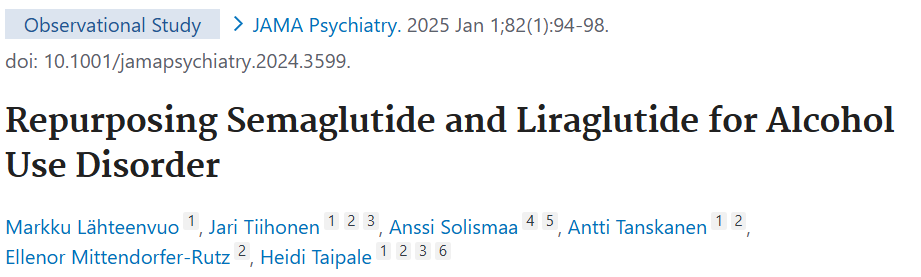 Observational Study > JAMA Psychiatry. 2025 Jan 1;82(1):94-98.
doi: 10.1001/jamapsychiatry.2024.3599.
Repurposing Semaglutide and Liraglutide for Alcohol
Use Disorder
Markku Lähteenvuo 1, Jari Tiihonen 1 2 3, Anssi Solismaa 4 5, Antti Tanskanen 1 2,
Ellenor Mittendorfer-Rutz 2, Heidi Taipale 1 2 3 6